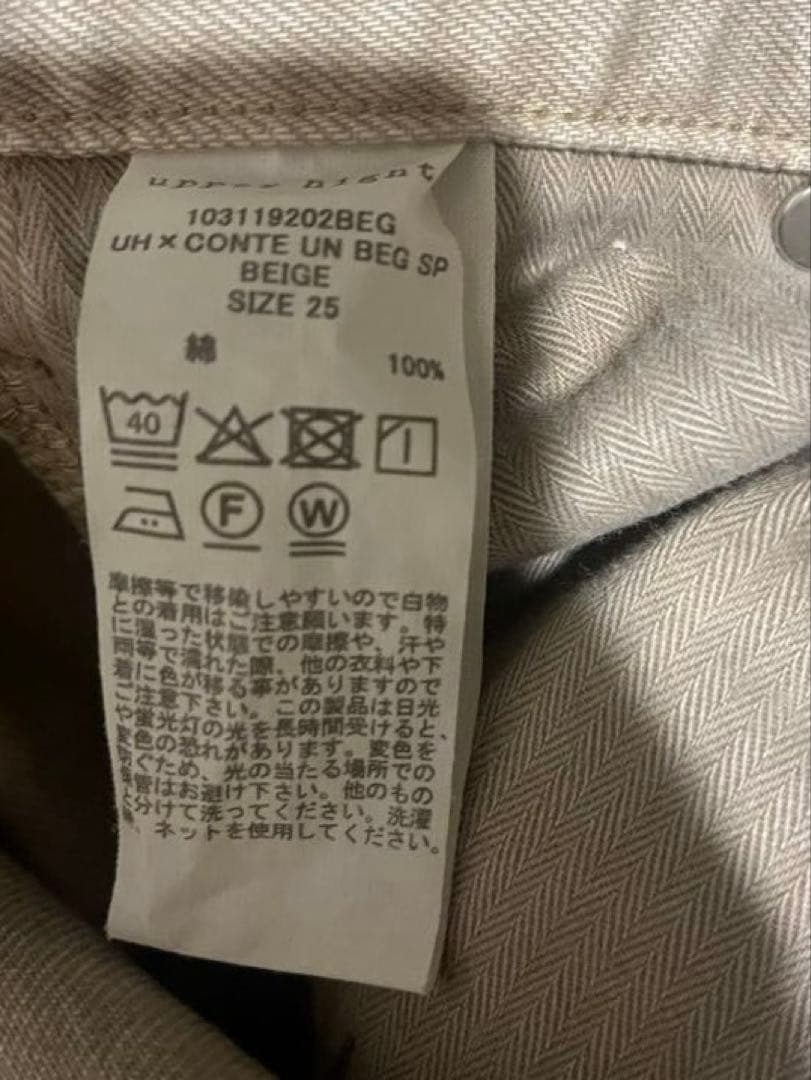 upper hights
103119202BEG
UH×CONTE UN BEG SP
BEIGE
SIZE 25
綿 100%
40
F W
摩擦等で移染しやすいので白物
との着用はご注意願います。特
に湿った状態での摩擦や、汗や
雨等で濡れた際、他の衣料や下
着に色が移る事がありますので
ご注意下さい。この製品は日光
や蛍光灯の光を長時間受けると、
変色の恐れがあります。変色を
防ぐため、光の当たる場所での
保管はお避け下さい。他のもの
と分けて洗ってください。洗濯
ネットを使用してください。